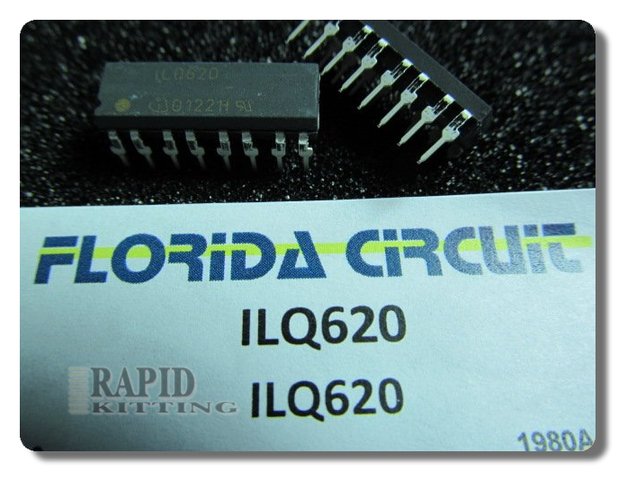 ILQ620
FLORIDA CIRCUIT
ILQ620
RAPID
KITTING
ILQ620
1980A